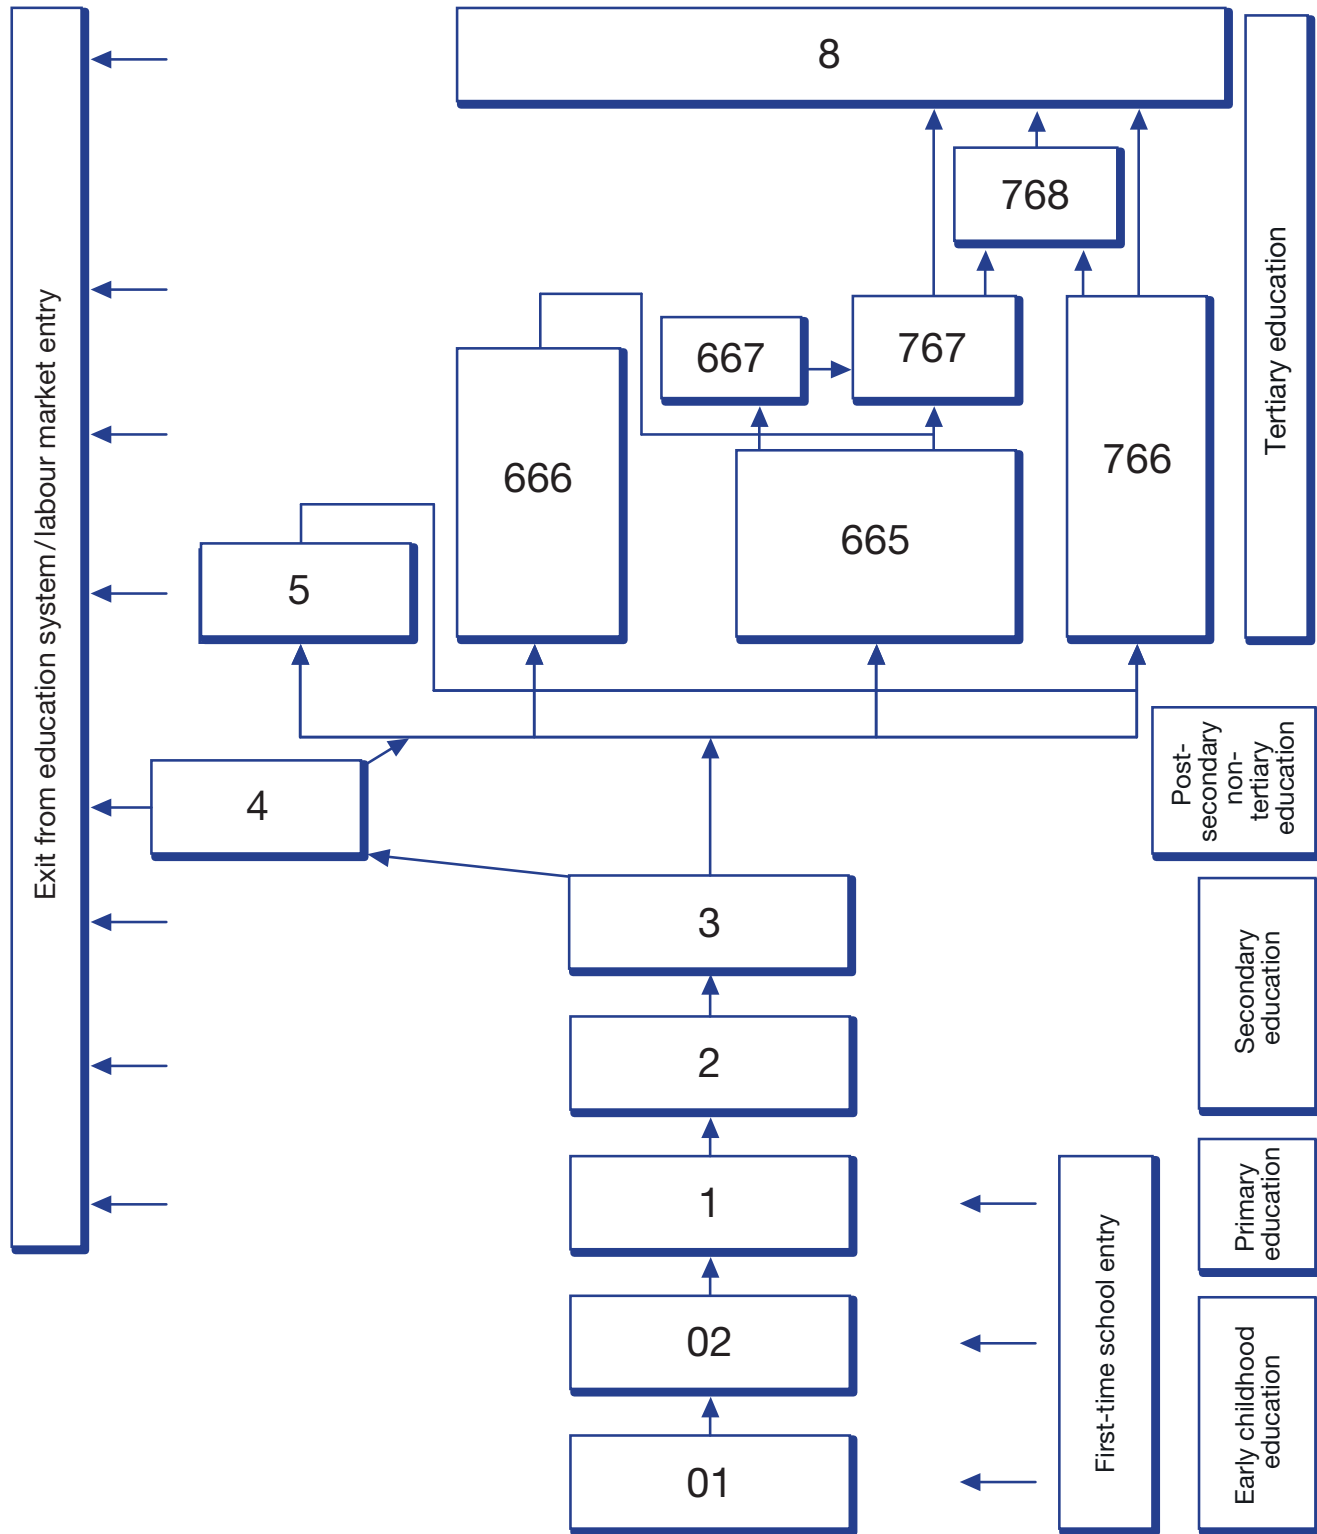 Exit from education system/labour market entry
8
768
667
767
666
766
665
5
4
3
2
1
02
01
First-time school entry
Tertiary education
Post-
secondary
non-
tertiary
education
Secondary
education
Primary
education
Early childhood
education